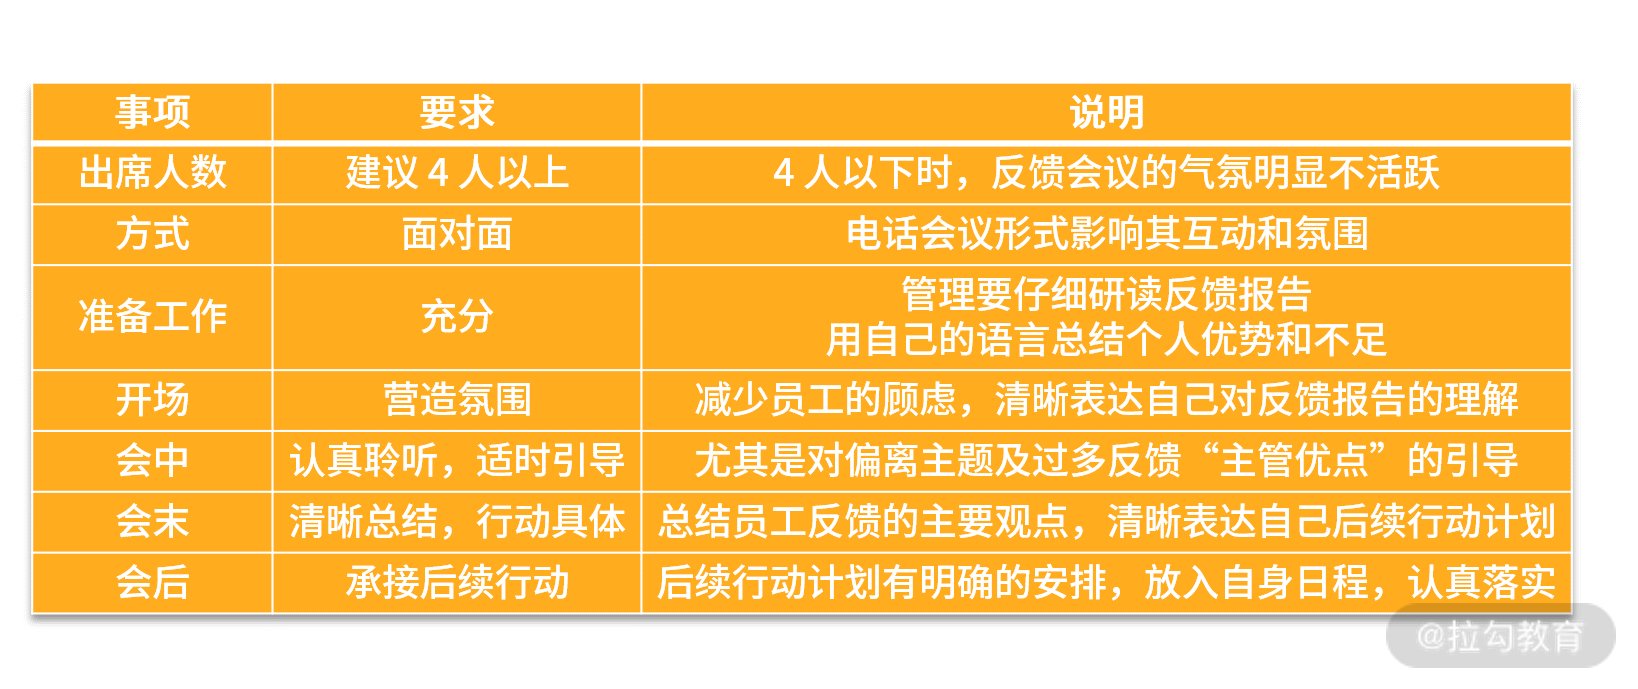 事项 要求 说明
出席人数 建议 4 人以上 4 人以下时，反馈会议的气氛明显不活跃
方式 面对面 电话会议形式影响其互动和氛围
准备工作 充分 管理要仔细研读反馈报告
用自己的语言总结个人优势和不足
开场 营造氛围 减少员工的顾虑，清晰表达自己对反馈报告的理解
会中 认真聆听，适时引导 尤其是对偏离主题及过多反馈“主管优点”的引导
会末 清晰总结，行动具体 总结员工反馈的主要观点，清晰表达自己后续行动计划
会后 承接后续行动 后续行动计划有明确的安排，放入自身日程，认真落实
@拉勾教育